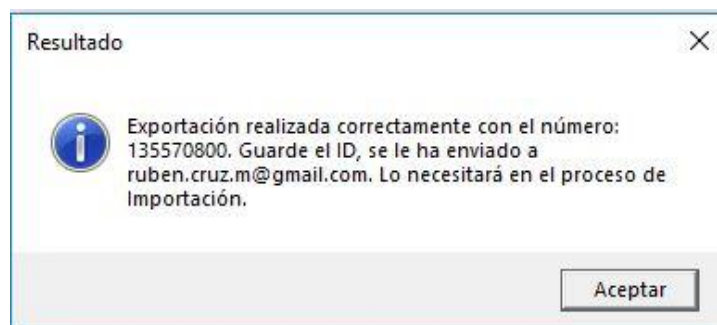 Resultado
Exportación realizada correctamente con el número:
135570800. Guarde el ID, se le ha enviado a
ruben.cruz.m@gmail.com. Lo necesitará en el proceso de
Importación.
Aceptar